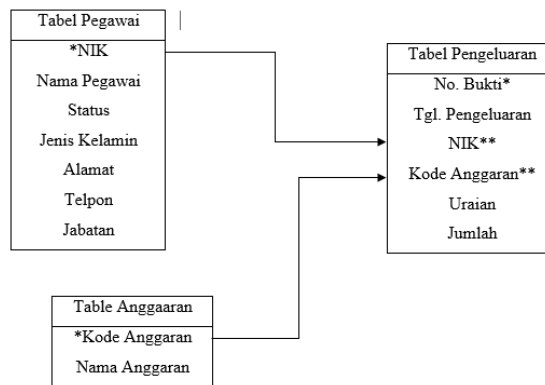 Tabel Pegawai
*NIK
Nama Pegawai
Status
Jenis Kelamin
Alamat
Telpon
Jabatan
Tabel Pengeluaran
No. Bukti*
Tgl. Pengeluaran
NIK**
Kode Anggaran**
Uraian
Jumlah
Table Anggaaran
*Kode Anggaran
Nama Anggaran